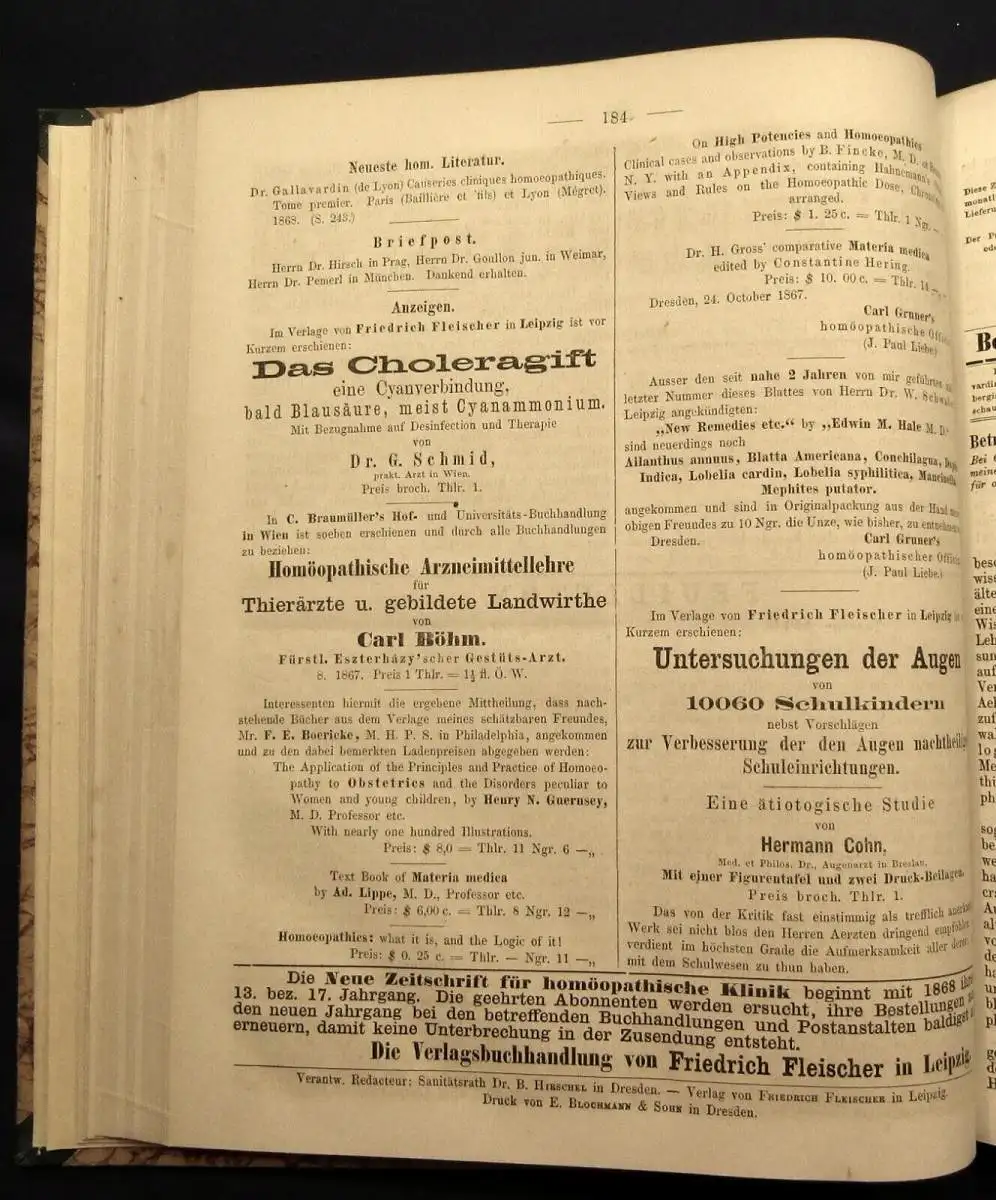 — 184 —
Neueste hom. Literatur.
Dr. Gallavardin (de Lyon) Causeries cliniques homoeopathiques.
Tome premier. Paris (Baillière et fils) et Lyon (Mégret).
1868. (S. 243.)
Briefpost.
Herrn Dr. Hirsch in Prag, Herrn Dr. Goullon jun. in Weimar,
Herrn Dr. Pemerl in München. Dankend erhalten.
Anzeigen.
Im Verlage von Friedrich Fleischer in Leipzig ist vor
Kurzem erschienen:
Das Choleragift
eine Cyanverbindung,
bald Blausäure, meist Cyanammonium.
Mit Bezugnahme auf Desinfection und Therapie
von
Dr. G. Schmid,
prakt. Arzt in Wien.
Preis broch. Thlr. 1.
In C. Braumüller's Hof- und Universitäts-Buchhandlung
in Wien ist soeben erschienen und durch alle Buchhandlungen
zu beziehen:
Homöopathische Arzneimittellehre
für
Thierärzte u. gebildete Landwirthe
von
Carl Böhm.
Fürstl. Eszterházy'scher Gestüts-Arzt.
8. 1867. Preis 1 Thlr. = 1½ fl. Ö. W.
Interessenten hiermit die ergebene Mittheilung, dass nach-
stehende Bücher aus dem Verlage meines schätzbaren Freundes,
Mr. F. E. Boericke, M. H. P. S. in Philadelphia, angekommen
und zu den dabei bemerkten Ladenpreisen abgegeben werden:
The Application of the Principles and Practice of Homoeo-
pathy to Obstetrics and the Disorders peculiar to
Women and young children, by Henry N. Guernsey,
M. D. Professor etc.
With nearly one hundred Illustrations.
Preis: $ 8,0 = Thlr. 11 Ngr. 6 —„
Text Book of Materia medica
by Ad. Lippe, M. D., Professor etc.
Preis: $ 6,00 c. = Thlr. 8 Ngr. 12 —„
Homoeopathics: what it is, and the Logic of it!
Preis: $ 0. 25 c. = Thlr. — Ngr. 11 —„
On High Potencies and Homoeopathics
Clinical cases and observations by B. Fincke, M. D.
N. Y. with an Appendix, containing Hahnemann's
Views and Rules on the Homoeopathic Dose,
arranged.
Preis: $ 1. 25 c. = Thlr. 1 Ngr. —
Dr. H. Gross' comparative Materia medica
edited by Constantine Hering.
Preis: $ 10. 00 c. = Thlr. 14
Dresden, 24. October 1867.
Carl Gruner's
homöopathische Offi
(J. Paul Liebe.)
Ausser den seit nahe 2 Jahren von mir geführten
letzter Nummer dieses Blattes von Herrn Dr. W. Schwa
Leipzig angekündigten:
„New Remedies etc.“ by „Edwin M. Hale M. D.
sind neuerdings noch
Ailanthus annuus, Blatta Americana, Conchilagua,
Indica, Lobelia cardin, Lobelia syphilitica, Mancinella
Mephites putator.
angekommen und sind in Originalpackung aus der Hand
obigen Freundes zu 10 Ngr. die Unze, wie bisher, zu entnehmen
Dresden. Carl Gruner's
homöopathischer Offi
(J. Paul Liebe.)
Im Verlage von Friedrich Fleischer in Leipzig
Kurzem erschienen:
Untersuchungen der Augen
von
10060 Schulkindern
nebst Vorschlägen
zur Verbesserung der den Augen nachtheilig
Schuleinrichtungen.
Eine ätiotogische Studie
von
Hermann Cohn,
Med. et Philos. Dr., Augenarzt in Breslau.
Mit einer Figurentafel und zwei Druck-Beilagen.
Preis broch. Thlr. 1.
Das von der Kritik fast einstimmig als trefflich
Werk sei nicht blos den Herren Aerzten dringend empfohlen
verdient im höchsten Grade die Aufmerksamkeit aller
mit dem Schulwesen zu thun haben.
Die Neue Zeitschrift für homöopathische Klinik beginnt mit 1868 ihren
13. bez. 17. Jahrgang. Die geehrten Abonnenten werden ersucht, ihre Bestellungen
den neuen Jahrgang bei den betreffenden Buchhandlungen und Postanstalten baldigst
erneuern, damit keine Unterbrechung in der Zusendung entsteht.
Die Verlagsbuchhandlung von Friedrich Fleischer in Leipzig.
Verantw. Redacteur: Sanitätsrath Dr. B. Hirschel in Dresden. — Verlag von Friedrich Fleischer in Leipzig.
Druck von E. Blochmann & Sohn in Dresden.